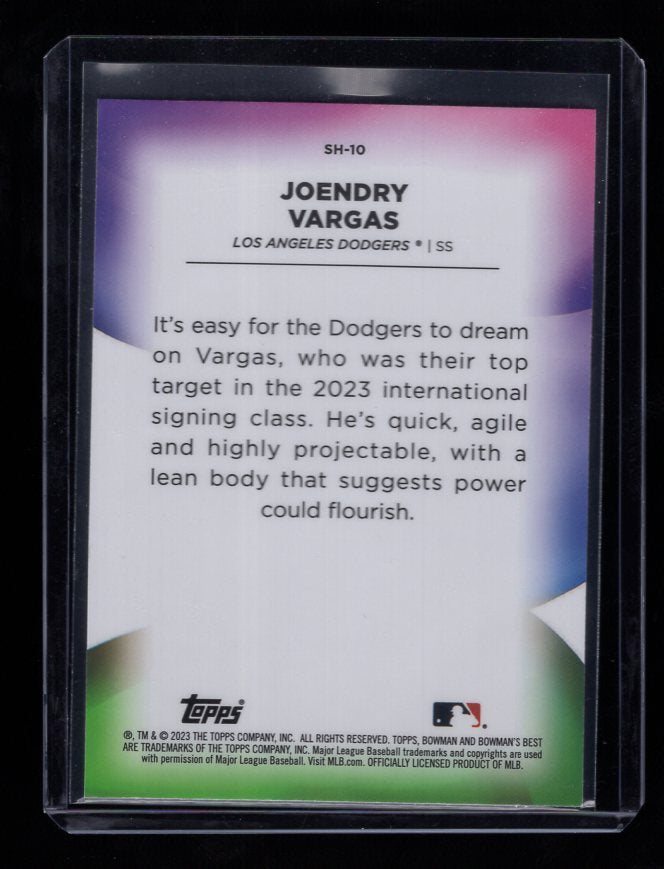 SH-10
JOENDRY
VARGAS
LOS ANGELES DODGERS ® | SS
It's easy for the Dodgers to dream
on Vargas, who was their top
target in the 2023 international
signing class. He's quick, agile
and highly projectable, with a
lean body that suggests power
could flourish.
topps
®, TM & © 2023 THE TOPPS COMPANY, INC. ALL RIGHTS RESERVED. TOPPS, BOWMAN AND BOWMAN'S BEST
ARE TRADEMARKS OF THE TOPPS COMPANY, INC. Major League Baseball trademarks and copyrights are used
with permission of Major League Baseball. Visit MLB.com. OFFICIALLY LICENSED PRODUCT OF MLB.